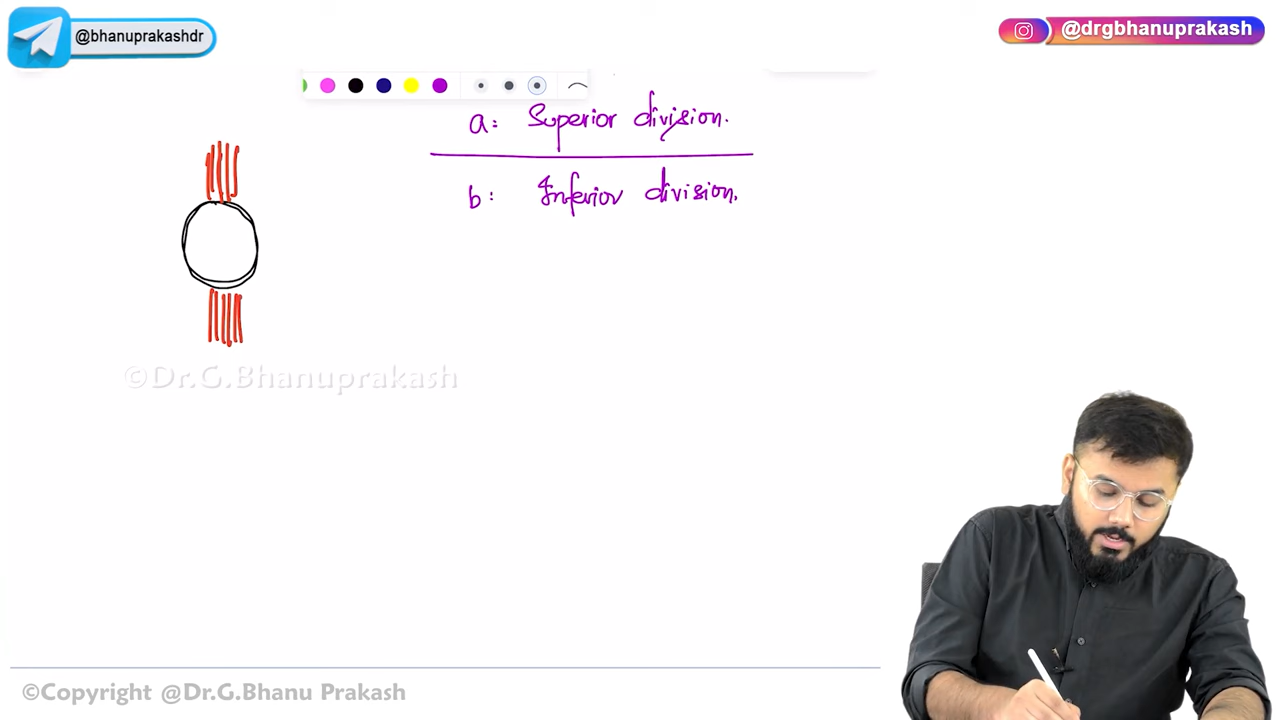 @bhanuprakashdr
@drgbhanuprakash
a: Superior division.
b: Inferior division.
©Dr.G.Bhanuprakash
©Copyright @Dr.G.Bhanu Prakash